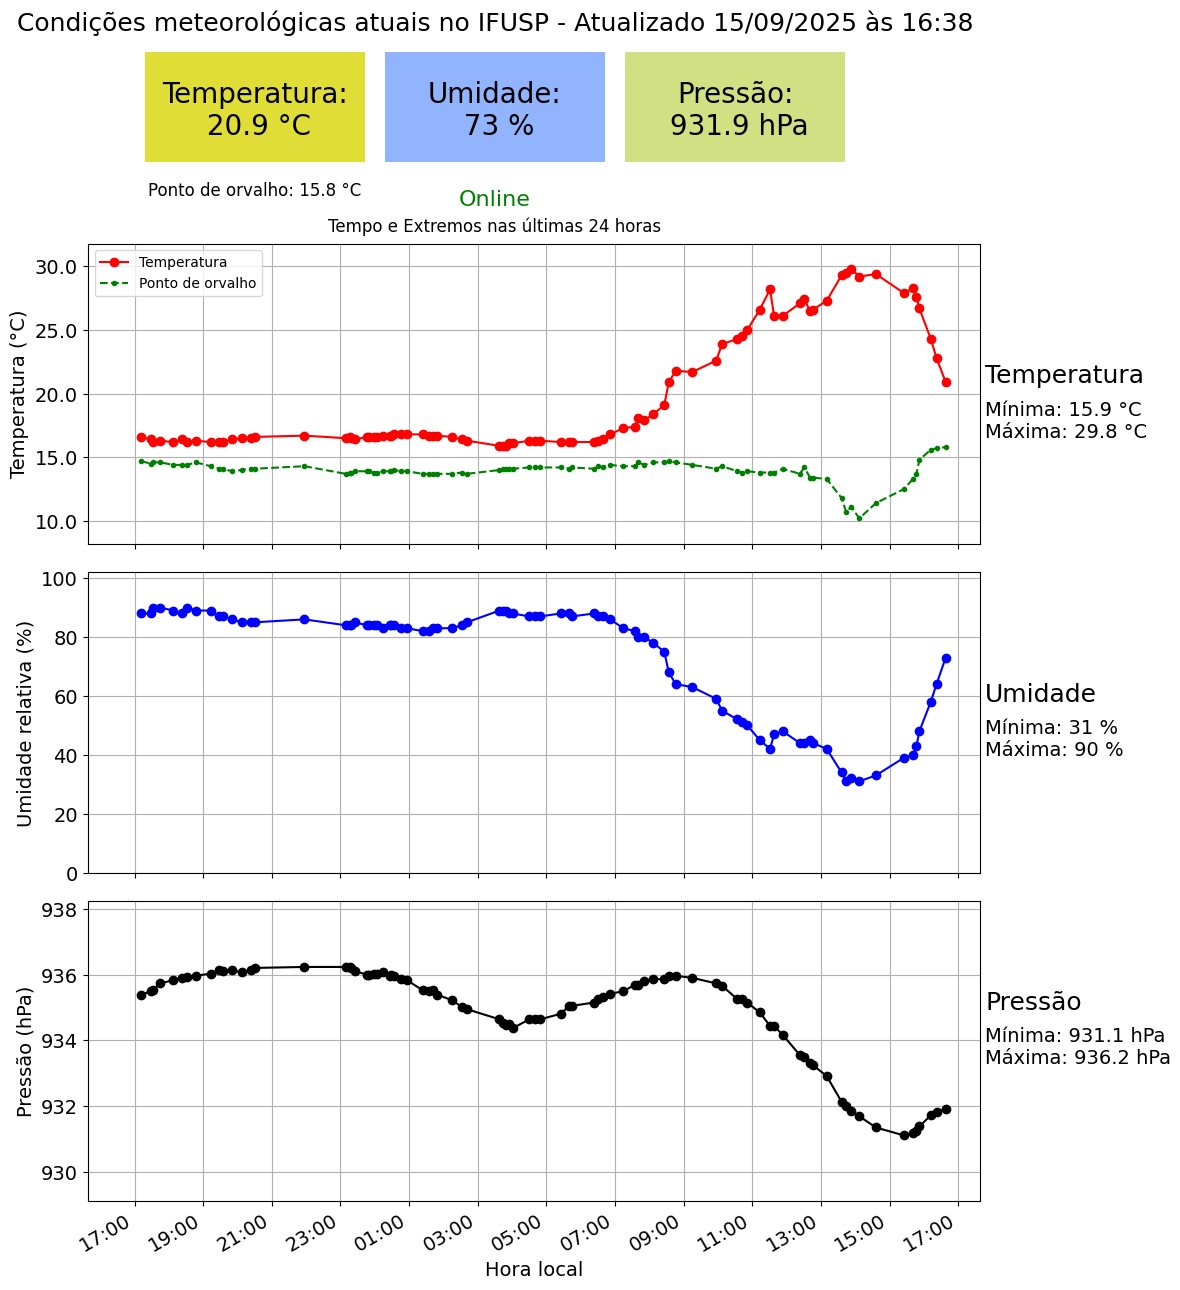 Condições meteorológicas atuais no IFUSP - Atualizado 15/09/2025 às 16:38
Temperatura:
20.9 °C
Umidade:
73 %
Pressão:
931.9 hPa
Ponto de orvalho: 15.8 °C
Online
Tempo e Extremos nas últimas 24 horas
Temperatura
Ponto de orvalho
Temperatura (°C)
30.0
25.0
20.0
15.0
10.0
Temperatura
Mínima: 15.9 °C
Máxima: 29.8 °C
Umidade relativa (%)
100
80
60
40
20
0
Umidade
Mínima: 31 %
Máxima: 90 %
Pressão (hPa)
938
936
934
932
930
Pressão
Mínima: 931.1 hPa
Máxima: 936.2 hPa
17:00 19:00 21:00 23:00 01:00 03:00 05:00 07:00 09:00 11:00 13:00 15:00 17:00
Hora local